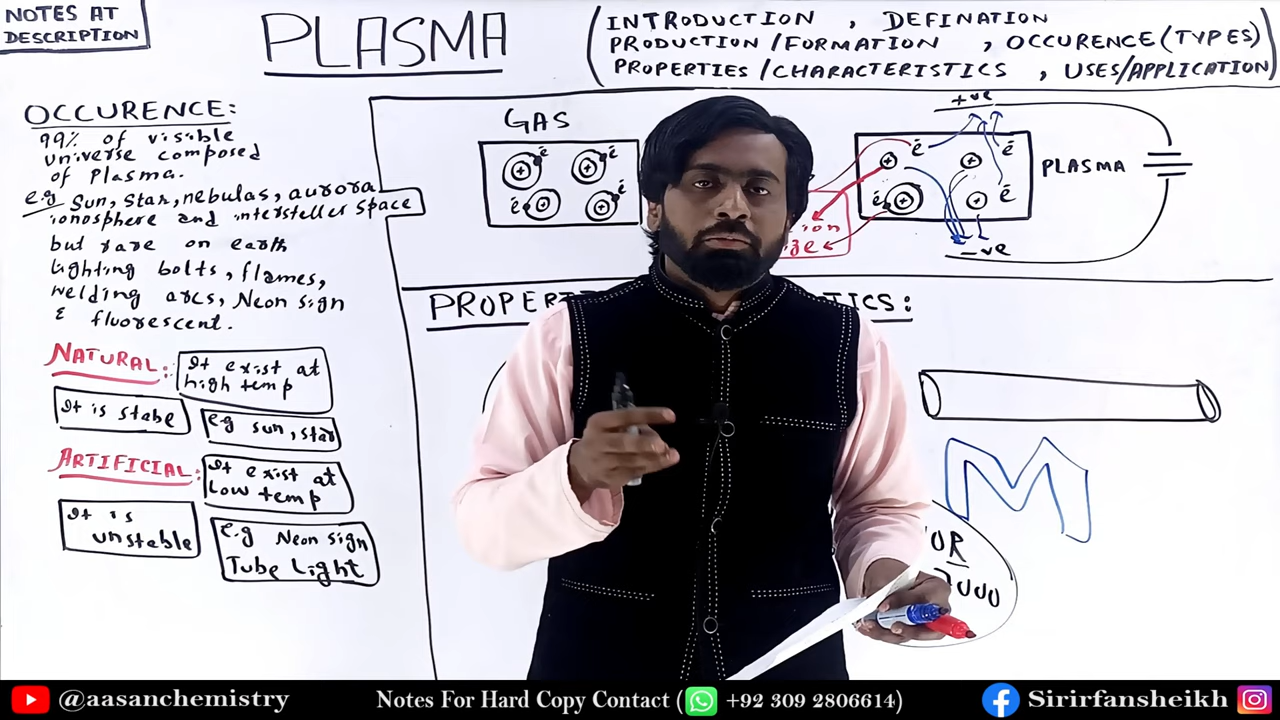 NOTES AT
DESCRIPTION
PLASMA
INTRODUCTION , DEFINATION
PRODUCTION/FORMATION , OCCURENCE(TYPES)
PROPERTIES/CHARACTERISTICS , USES/APPLICATION
OCCURENCE:
99% of visible
universe composed
of Plasma.
e.g Sun, star, nebulas, aurora
ionosphere and interstellar space
but rare on earth
Lighting bolts, flames,
welding arcs, Neon sign
& fluorescent.
NATURAL:
It exist at
high temp
It is stabe
e.g sun, star
ARTIFICIAL:
It exist at
Low temp
It is
unstable
e.g Neon sign
Tube Light
GAS
ē
ē
ē
ē
+ve
+
ē
+
ē
PLASMA
ē
+
+
ē
-ve
OR
@aasanchemistry
Notes For Hard Copy Contact ( +92 309 2806614)
Sirirfansheikh